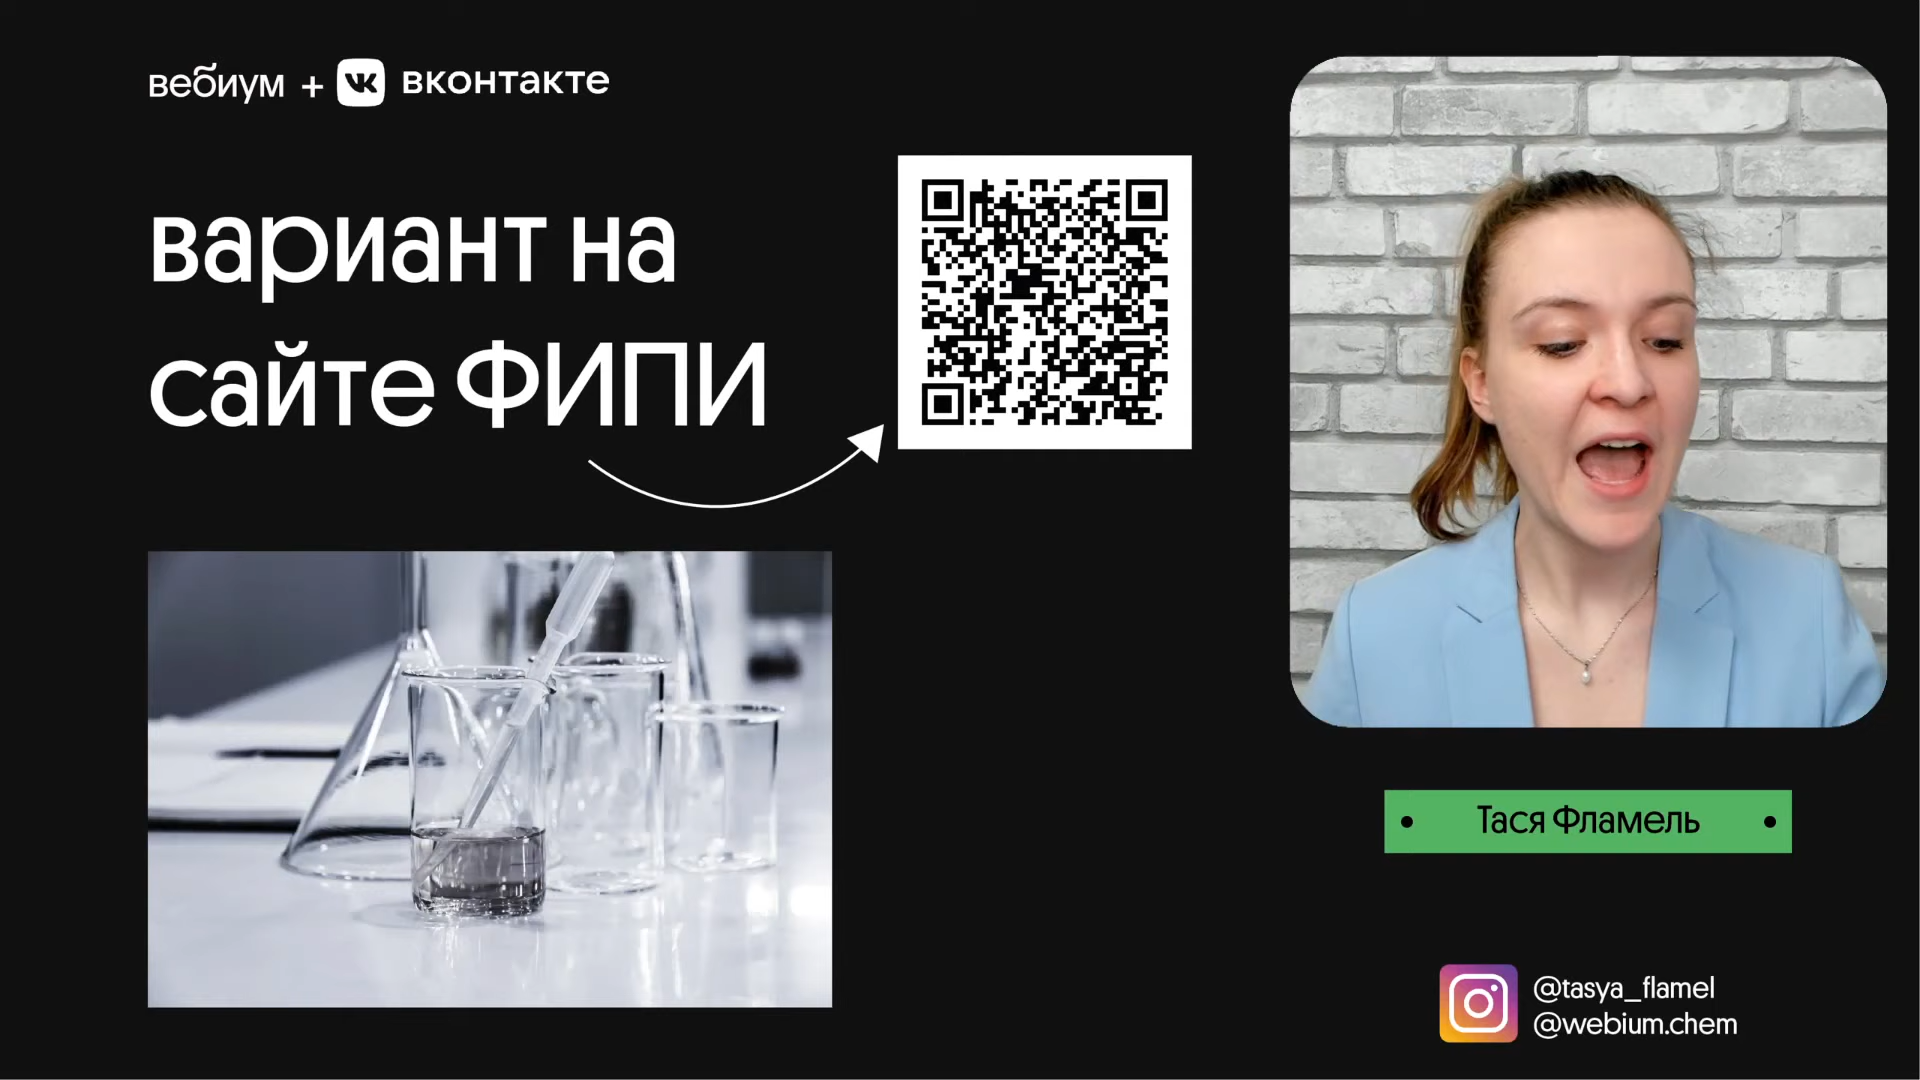 вебиум + вконтакте
вариант на
сайте ФИПИ
Тася Фламель
@tasya_flamel
@webium.chem